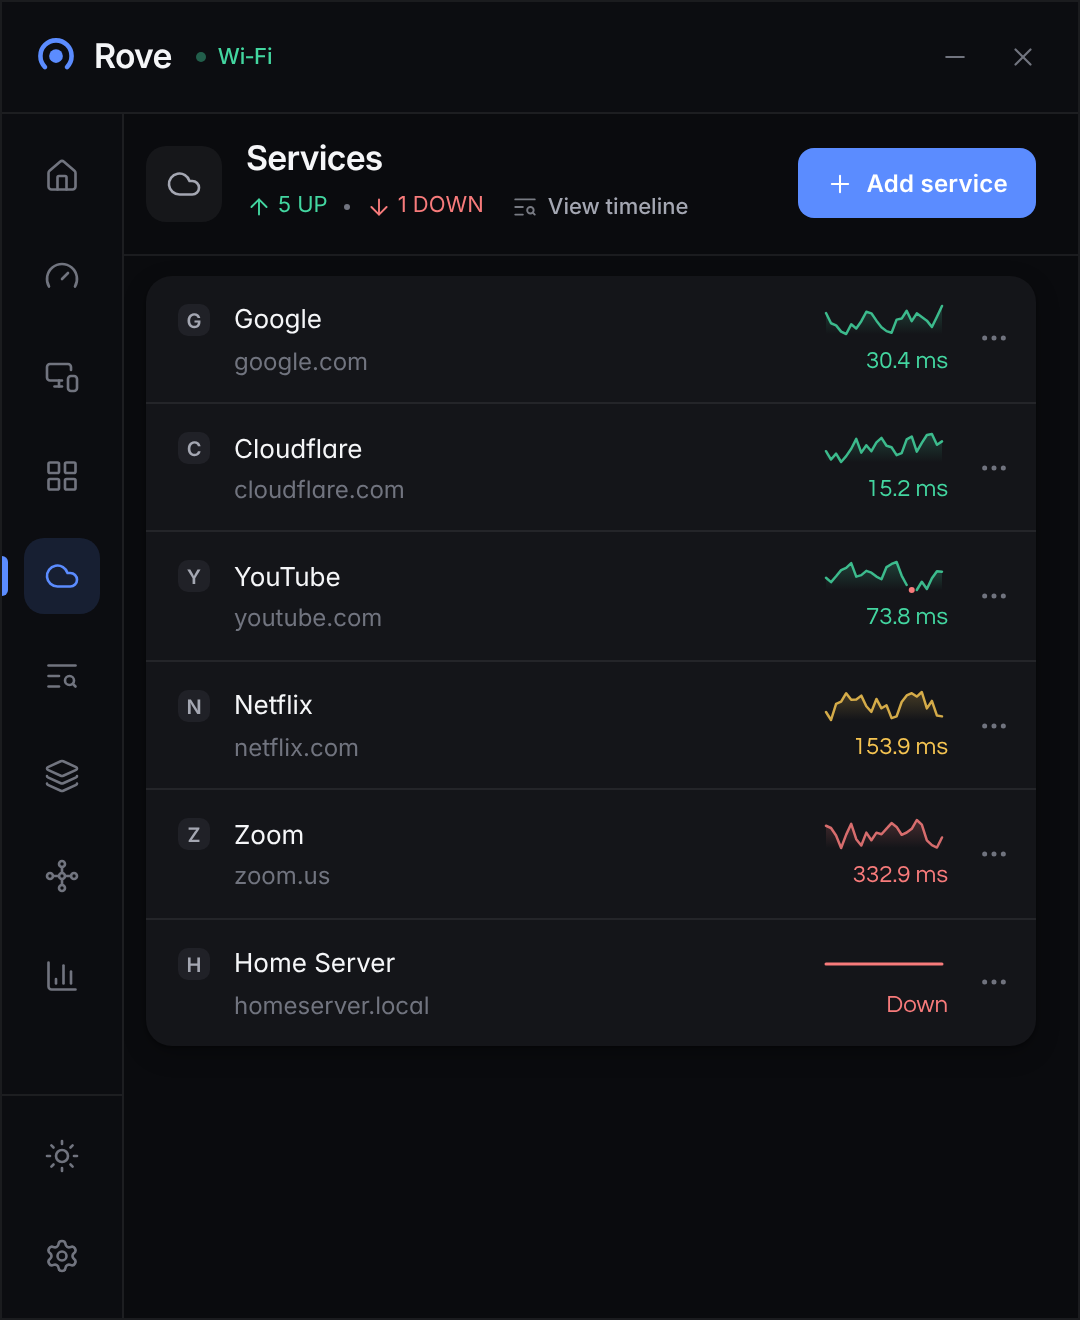 Rove
Wi-Fi
Services
5 UP • 1 DOWN
View timeline
Add service
G
Google
google.com
30.4 ms
C
Cloudflare
cloudflare.com
15.2 ms
Y
YouTube
youtube.com
73.8 ms
N
Netflix
netflix.com
153.9 ms
Z
Zoom
zoom.us
332.9 ms
H
Home Server
homeserver.local
Down